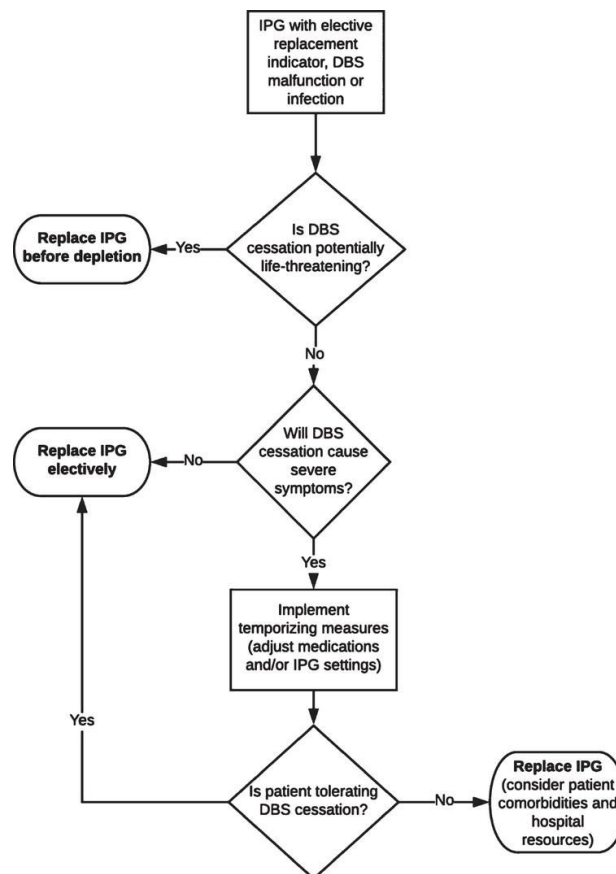 IPG with elective
replacement
indicator, DBS
malfunction or
infection
Is DBS
cessation potentially
life-threatening?
Yes
Replace IPG
before depletion
No
Will DBS
cessation cause
severe
symptoms?
No
Replace IPG
electively
Yes
Implement
temporizing measures
(adjust medications
and/or IPG settings)
Yes
Is patient tolerating
DBS cessation?
No
Replace IPG
(consider patient
comorbidities and
hospital
resources)